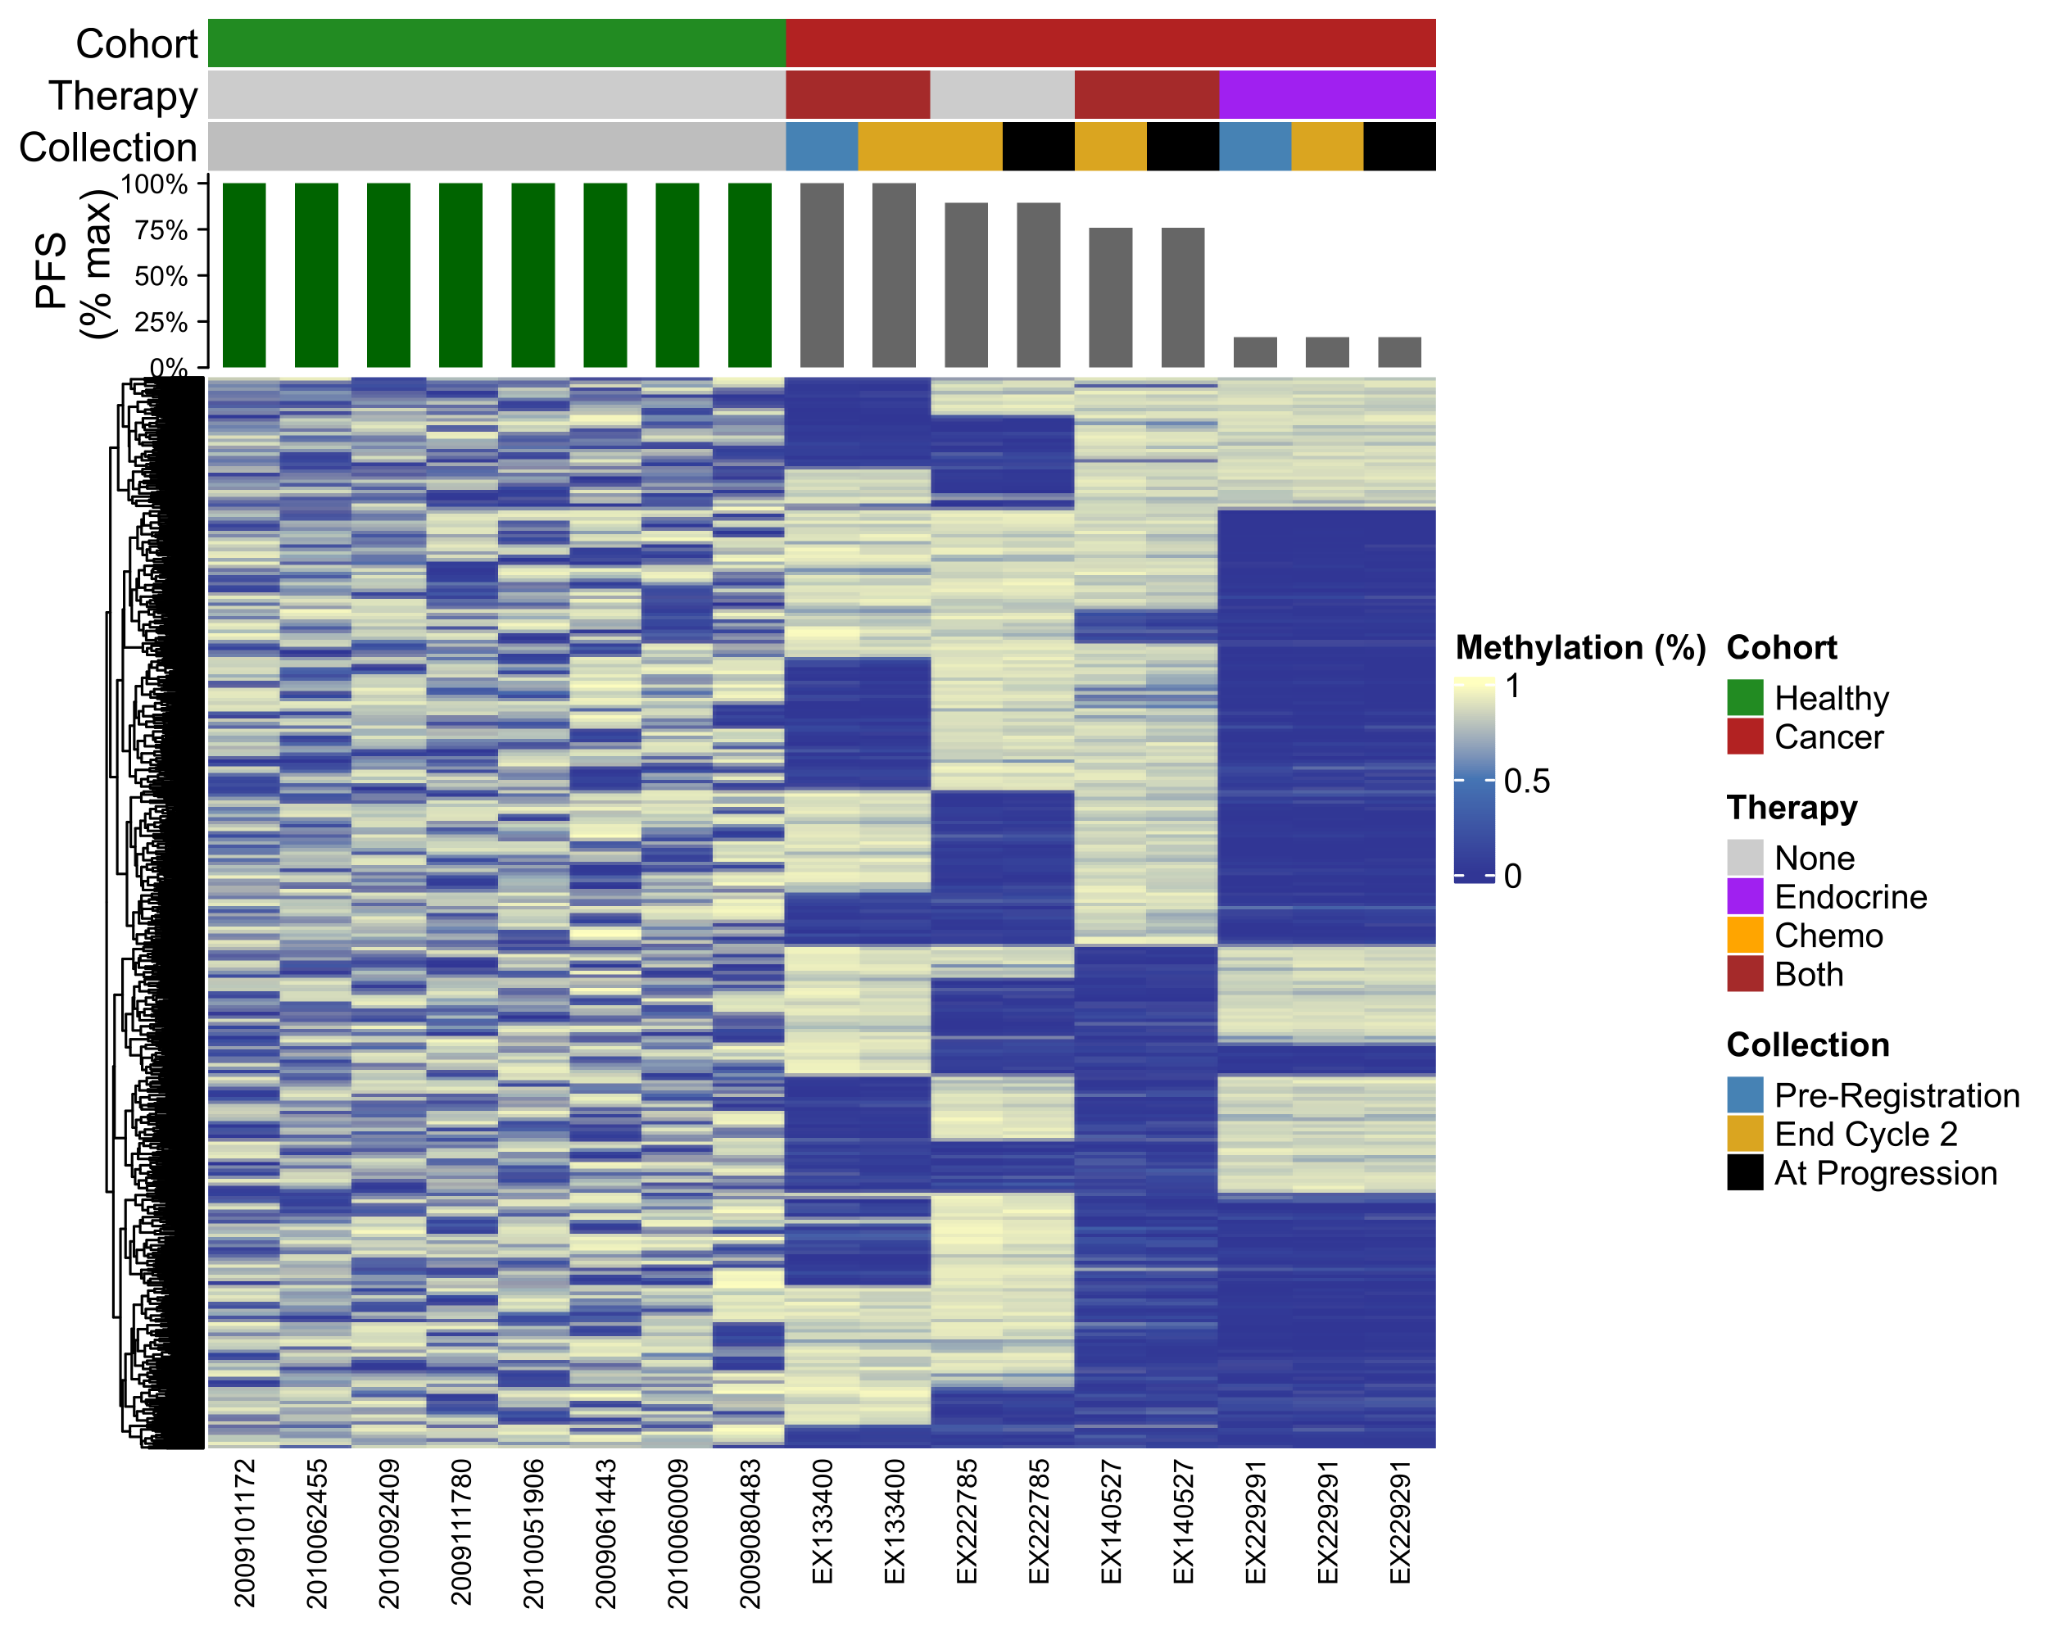 Cohort
Therapy
Collection
PFS
(% max)
100%
75%
50%
25%
0%
Methylation (%)
1
0.5
0
Cohort
Healthy
Cancer
Therapy
None
Endocrine
Chemo
Both
Collection
Pre-Registration
End Cycle 2
At Progression
2009101172
2010062455
2010092409
2009111780
2010051906
2009061443
2010060009
2009080483
EX133400
EX133400
EX222785
EX222785
EX140527
EX140527
EX229291
EX229291
EX229291